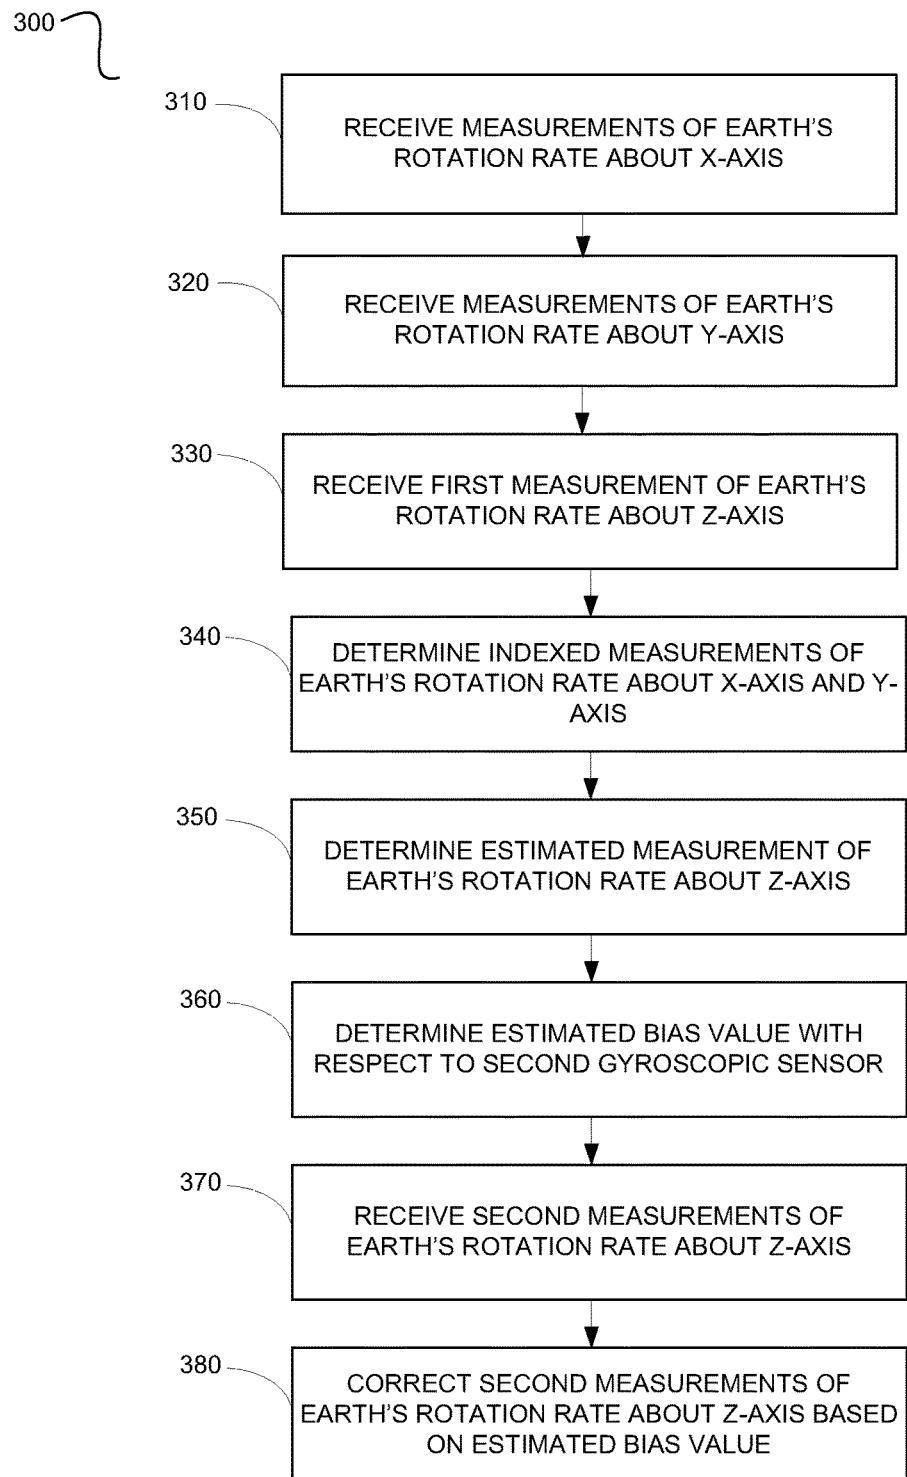 300
310
RECEIVE MEASUREMENTS OF EARTH'S
ROTATION RATE ABOUT X-AXIS
320
RECEIVE MEASUREMENTS OF EARTH'S
ROTATION RATE ABOUT Y-AXIS
330
RECEIVE FIRST MEASUREMENT OF EARTH'S
ROTATION RATE ABOUT Z-AXIS
340
DETERMINE INDEXED MEASUREMENTS OF
EARTH'S ROTATION RATE ABOUT X-AXIS AND Y-
AXIS
350
DETERMINE ESTIMATED MEASUREMENT OF
EARTH'S ROTATION RATE ABOUT Z-AXIS
360
DETERMINE ESTIMATED BIAS VALUE WITH
RESPECT TO SECOND GYROSCOPIC SENSOR
370
RECEIVE SECOND MEASUREMENTS OF
EARTH'S ROTATION RATE ABOUT Z-AXIS
380
CORRECT SECOND MEASUREMENTS OF
EARTH'S ROTATION RATE ABOUT Z-AXIS BASED
ON ESTIMATED BIAS VALUE